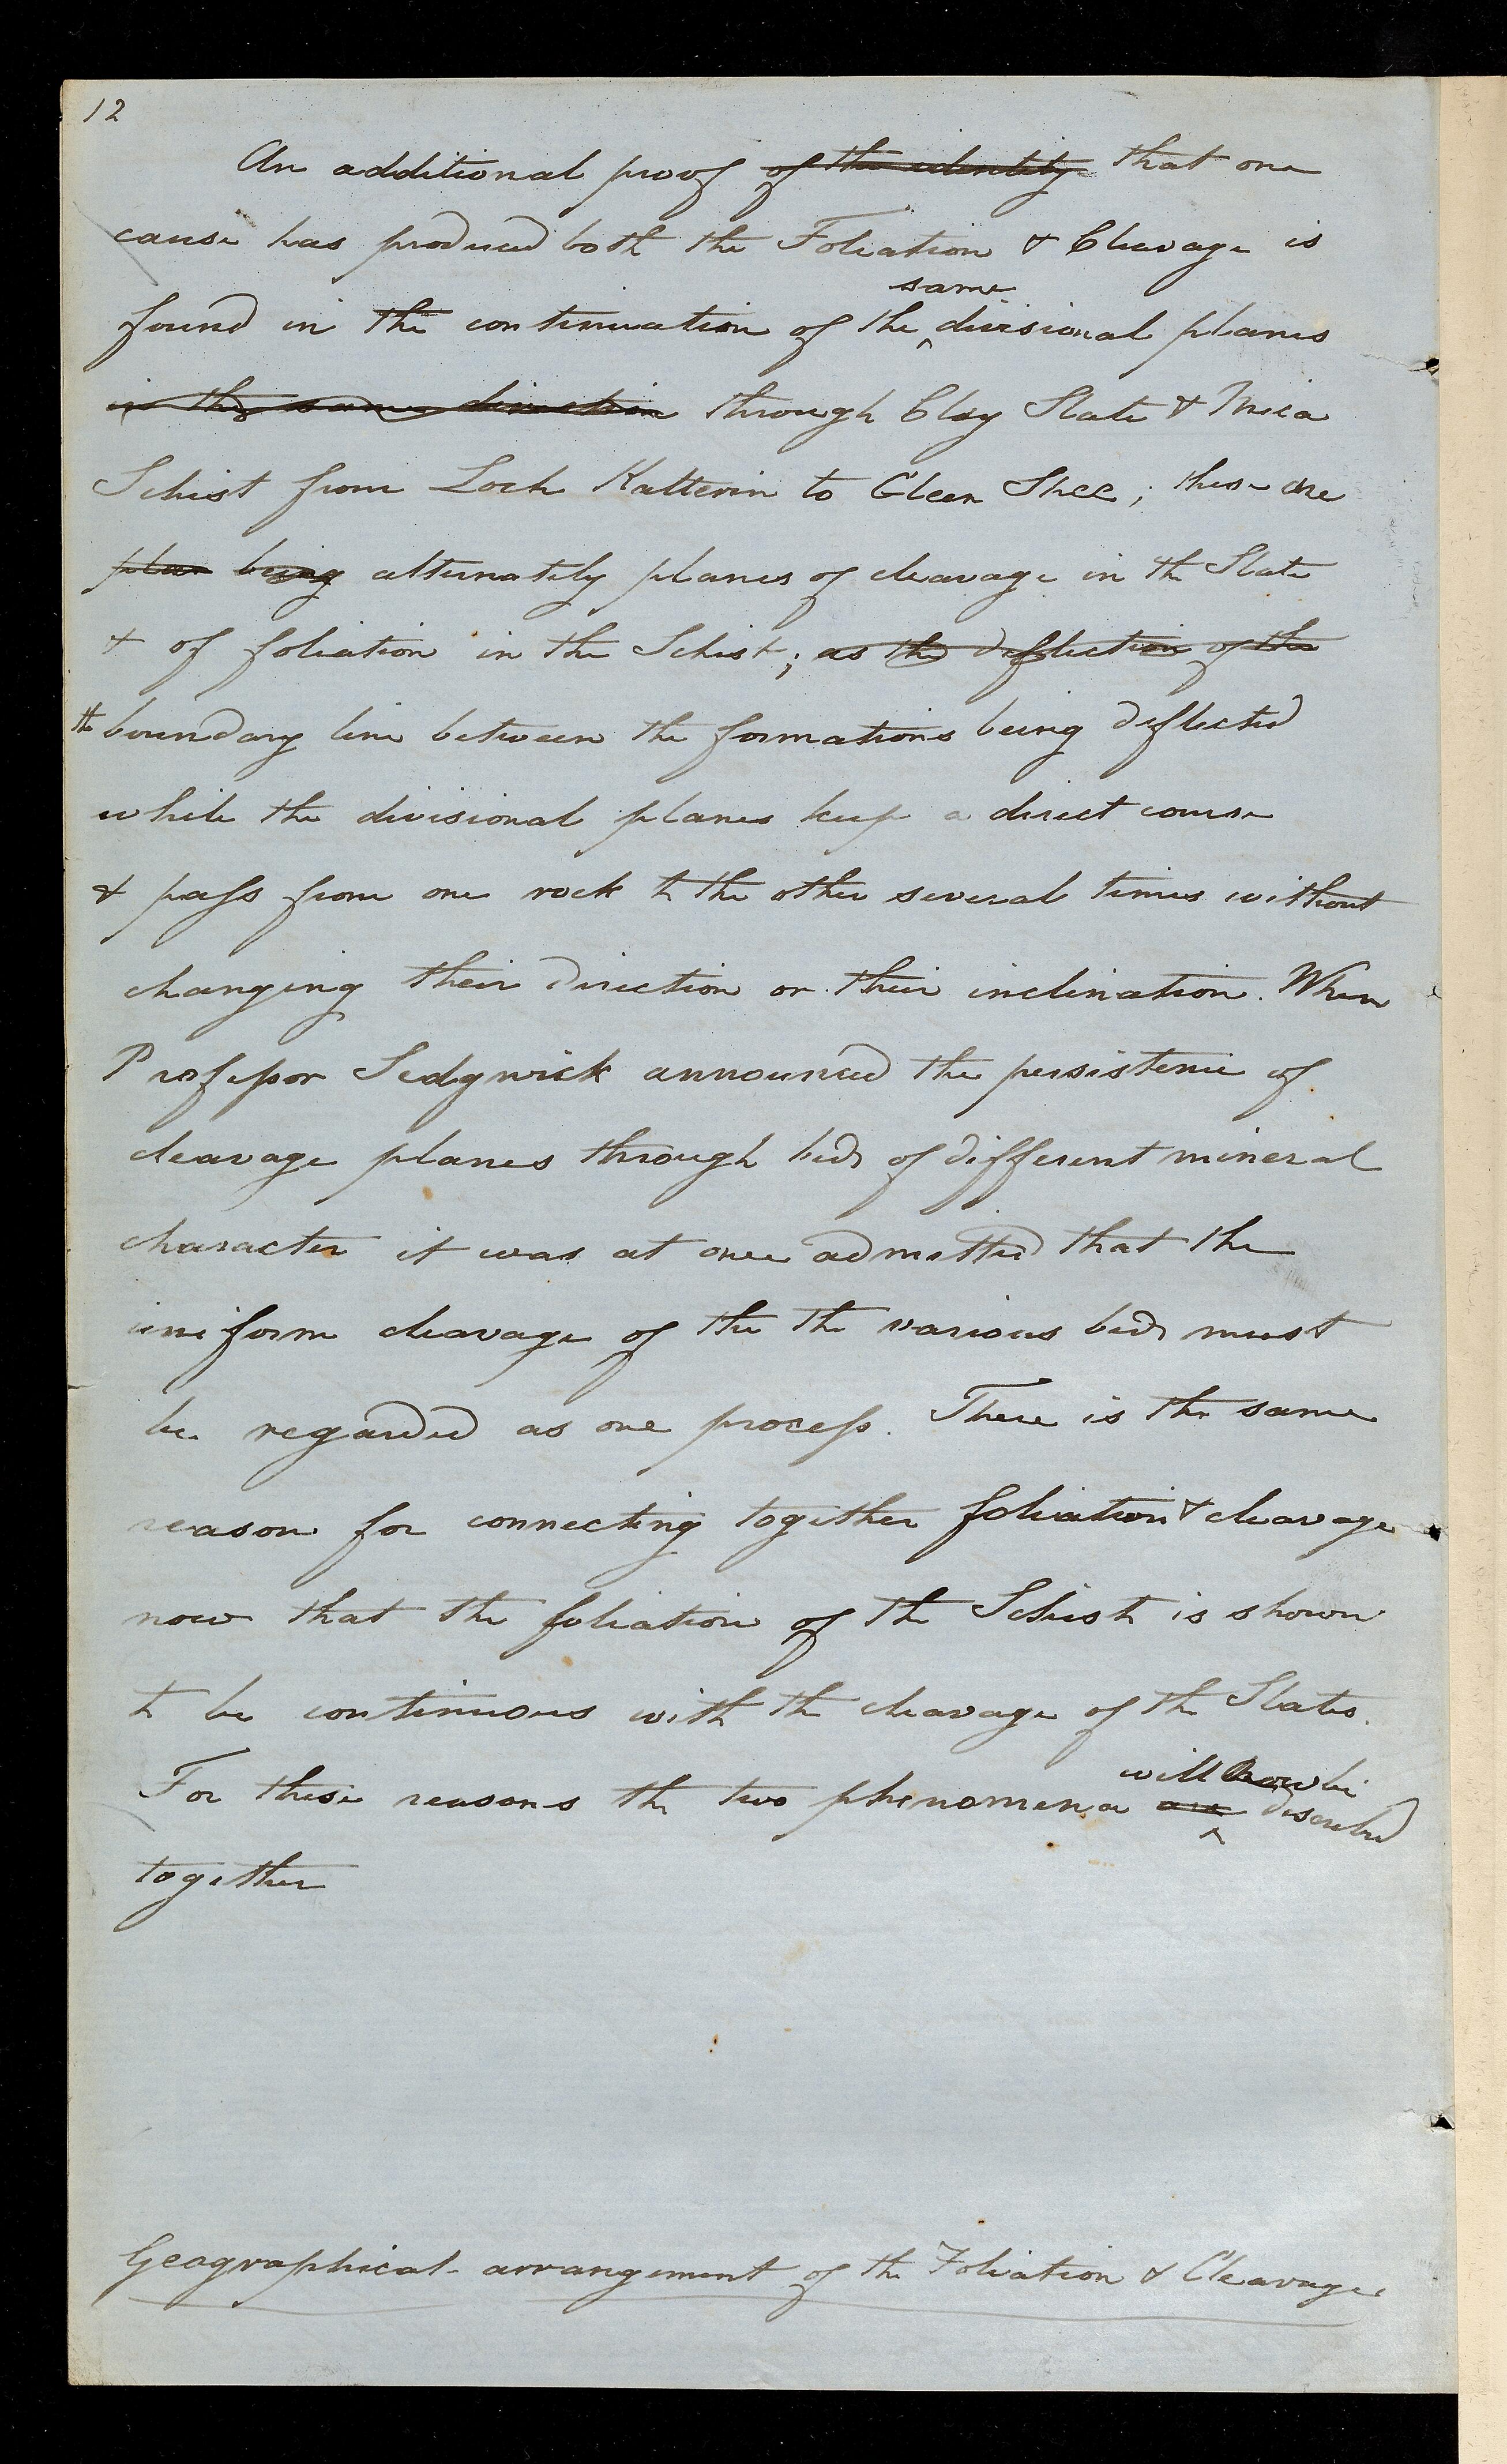 12
An additional proof of the identity that one
cause has produced both the Foliation & Cleavage is
same
found in the continuation of the ^ divisional planes
in the same direction through Clay Slate & Mica
Schist from Loch Katterin to Glen Shee; these are
plan being alternately planes of cleavage in the Slate
& of foliation in the Schist; as the deflection of the
the boundary line between the formations being deflected
while the divisional planes keep a direct course
& pass from one rock to the other several times without
changing their direction or their inclination. When
Professor Sedgwick announced the persistence of
cleavage planes through beds of different mineral
character it was at once admitted that the
uniform cleavage of the the various beds must
be regarded as one process. There is the same
reason for connecting together foliation & cleavage
now that the foliation of the Schist is shown
to be continuous with the cleavage of the Slates.
will now be
For these reasons the two phenomena are ^ described
together
Geographical arrangement of the Foliation & Cleavage